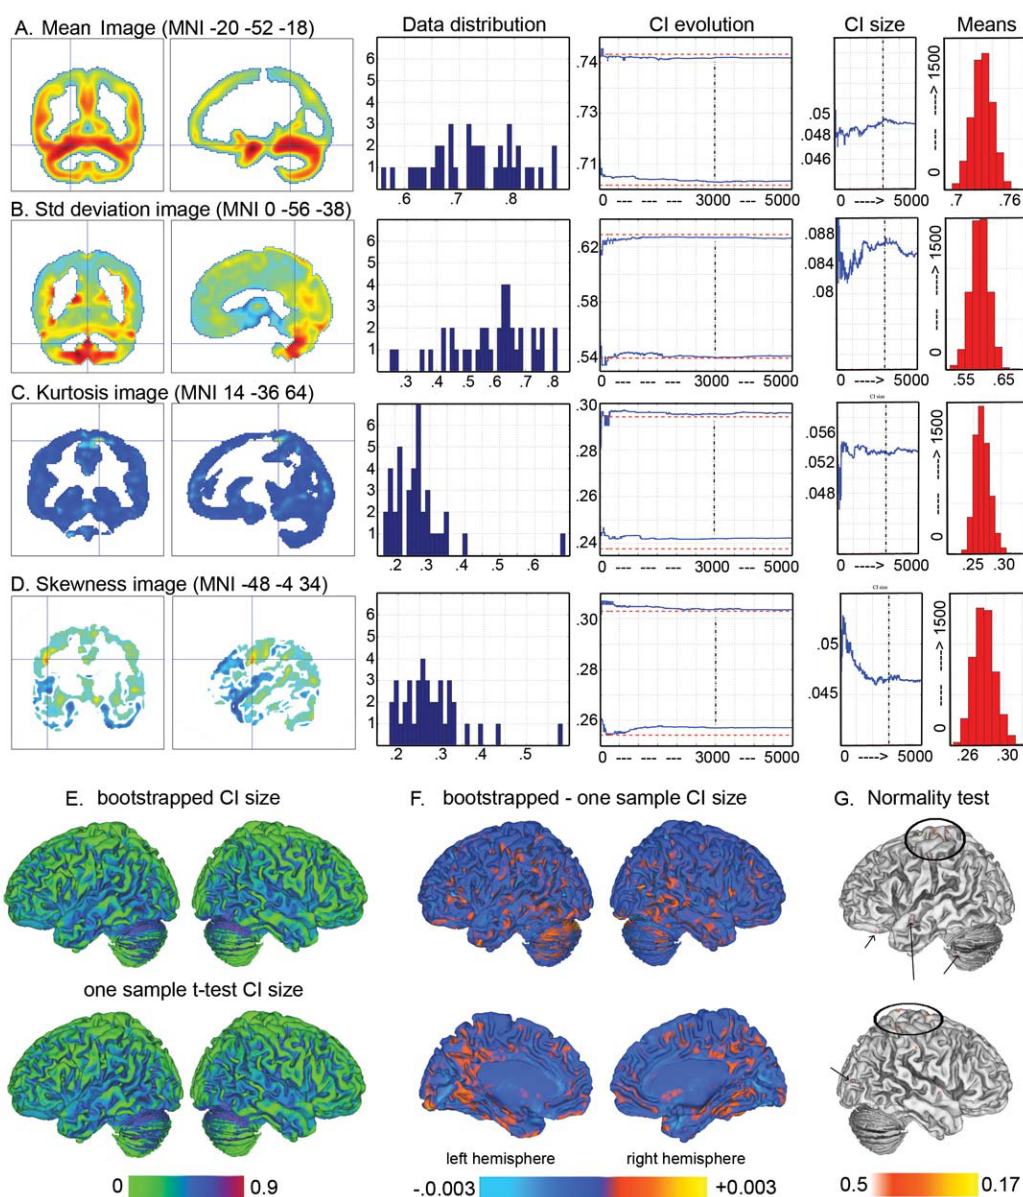 A. Mean Image (MNI -20 -52 -18)
Data distribution
CI evolution
CI size
Means
6
5
4
3
2
1
.6 .7 .8
.74
.73
.71
0 --- --- 3000 --- 5000
.05
.048
.046
0 ----> 5000
0 ---- ----> 1500
.7 .76
B. Std deviation image (MNI 0 -56 -38)
6
5
4
3
2
1
.3 .4 .5 .6 .7 .8
.62
.58
.54
0 --- --- 3000 --- 5000
.088
.084
.08
0 ----> 5000
0 ---- ----> 1500
.55 .65
C. Kurtosis image (MNI 14 -36 64)
6
5
4
3
2
1
.2 .3 .4 .5 .6
.30
.28
.26
.24
0 --- --- 3000 --- 5000
CI size
.056
.052
.048
0 ----> 5000
0 ---- ----> 1500
.25 .30
D. Skewness image (MNI -48 -4 34)
6
5
4
3
2
1
.2 .3 .4 .5
.30
.28
.26
0 --- --- 3000 --- 5000
CI size
.05
.045
0 ----> 5000
0 ---- ----> 1500
.26 .30
E. bootstrapped CI size
F. bootstrapped - one sample CI size
G. Normality test
one sample t-test CI size
left hemisphere
right hemisphere
0 0.9
-.003 +0.003
0.5 0.17